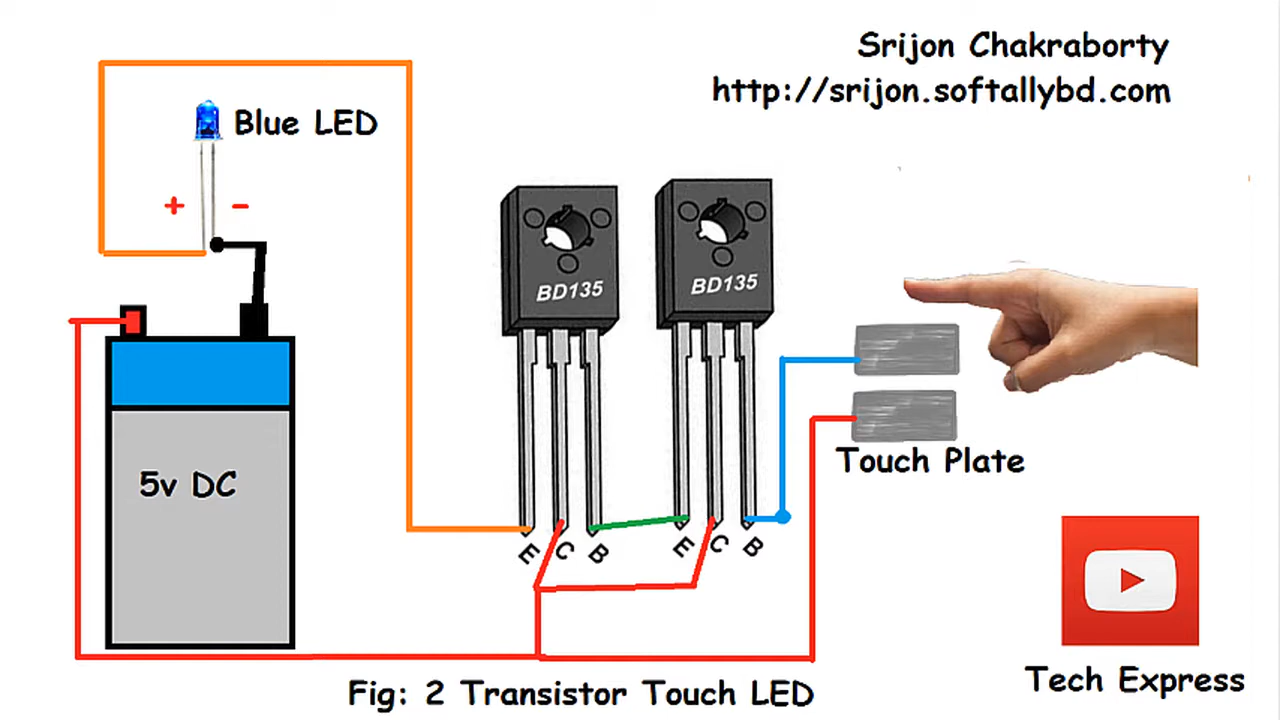 Srijon Chakraborty
http://srijon.softallybd.com
Blue LED
+ -
BD135 BD135
5v DC
Touch Plate
E C B E C B
Fig: 2 Transistor Touch LED
Tech Express